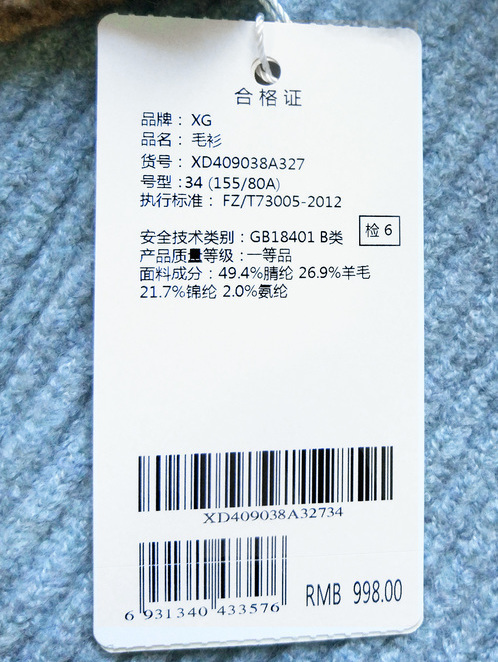 合格证
品牌： XG
品名： 毛衫
货号： XD409038A327
号型：34 (155/80A)
执行标准： FZ/T73005-2012
安全技术类别：GB18401 B类
检 6
产品质量等级：一等品
面料成分：49.4%腈纶 26.9%羊毛
21.7%锦纶 2.0%氨纶
XD409038A32734
6 931340 433576
RMB 998.00